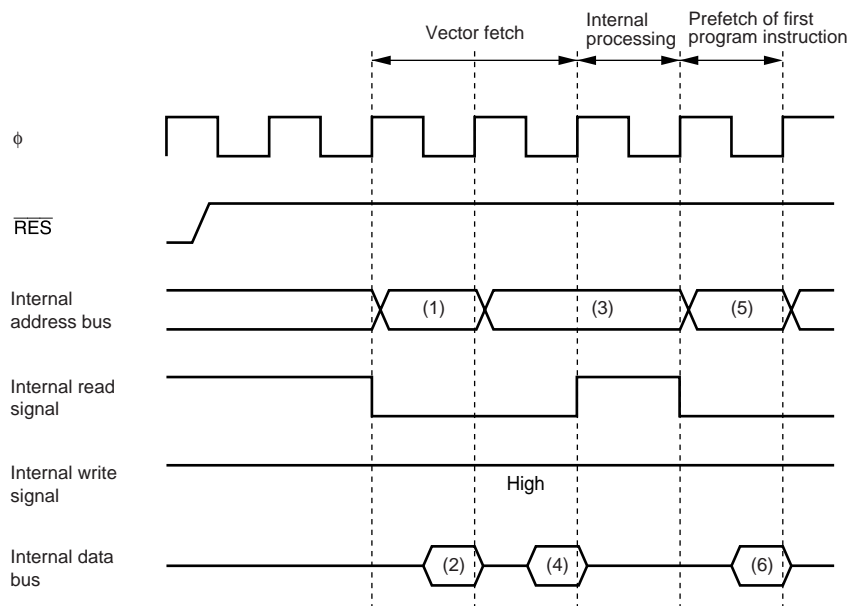 Vector fetch
Internal
processing
Prefetch of first
program instruction
ϕ
RES
Internal
address bus
(1)
(3)
(5)
Internal read
signal
Internal write
signal
High
Internal data
bus
(2)
(4)
(6)